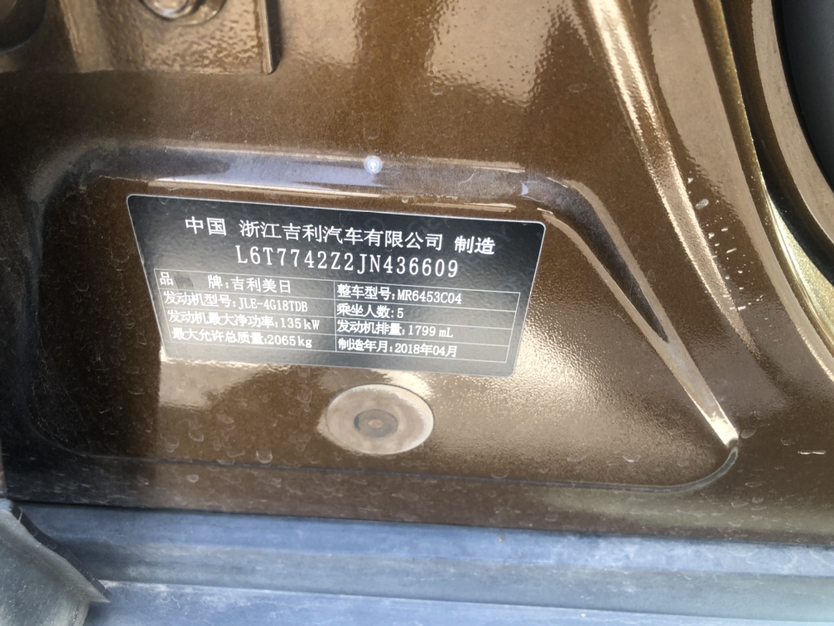 中国 浙江吉利汽车有限公司 制造
L6T7742Z2JN436609
品 牌:吉利美日 整车型号:MR6453C04
发动机型号:JLE-4G18TDB 乘坐人数:5
发动机最大净功率:135kW 发动机排量:1799mL
最大允许总质量:2065kg 制造年月:2018年04月